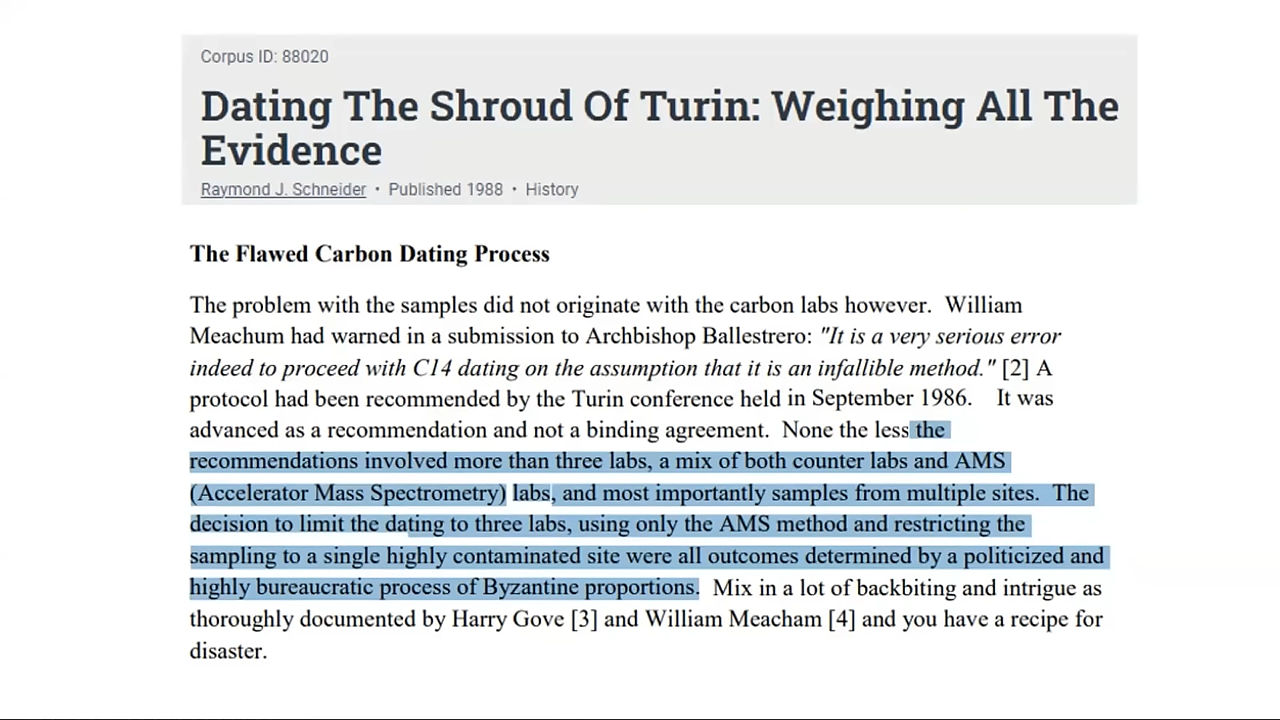 Corpus ID: 88020
Dating The Shroud Of Turin: Weighing All The
Evidence
Raymond J. Schneider • Published 1988 • History
The Flawed Carbon Dating Process
The problem with the samples did not originate with the carbon labs however. William
Meachum had warned in a submission to Archbishop Ballestrero: "It is a very serious error
indeed to proceed with C14 dating on the assumption that it is an infallible method." [2] A
protocol had been recommended by the Turin conference held in September 1986. It was
advanced as a recommendation and not a binding agreement. None the less the
recommendations involved more than three labs, a mix of both counter labs and AMS
(Accelerator Mass Spectrometry) labs, and most importantly samples from multiple sites. The
decision to limit the dating to three labs, using only the AMS method and restricting the
sampling to a single highly contaminated site were all outcomes determined by a politicized and
highly bureaucratic process of Byzantine proportions. Mix in a lot of backbiting and intrigue as
thoroughly documented by Harry Gove [3] and William Meacham [4] and you have a recipe for
disaster.